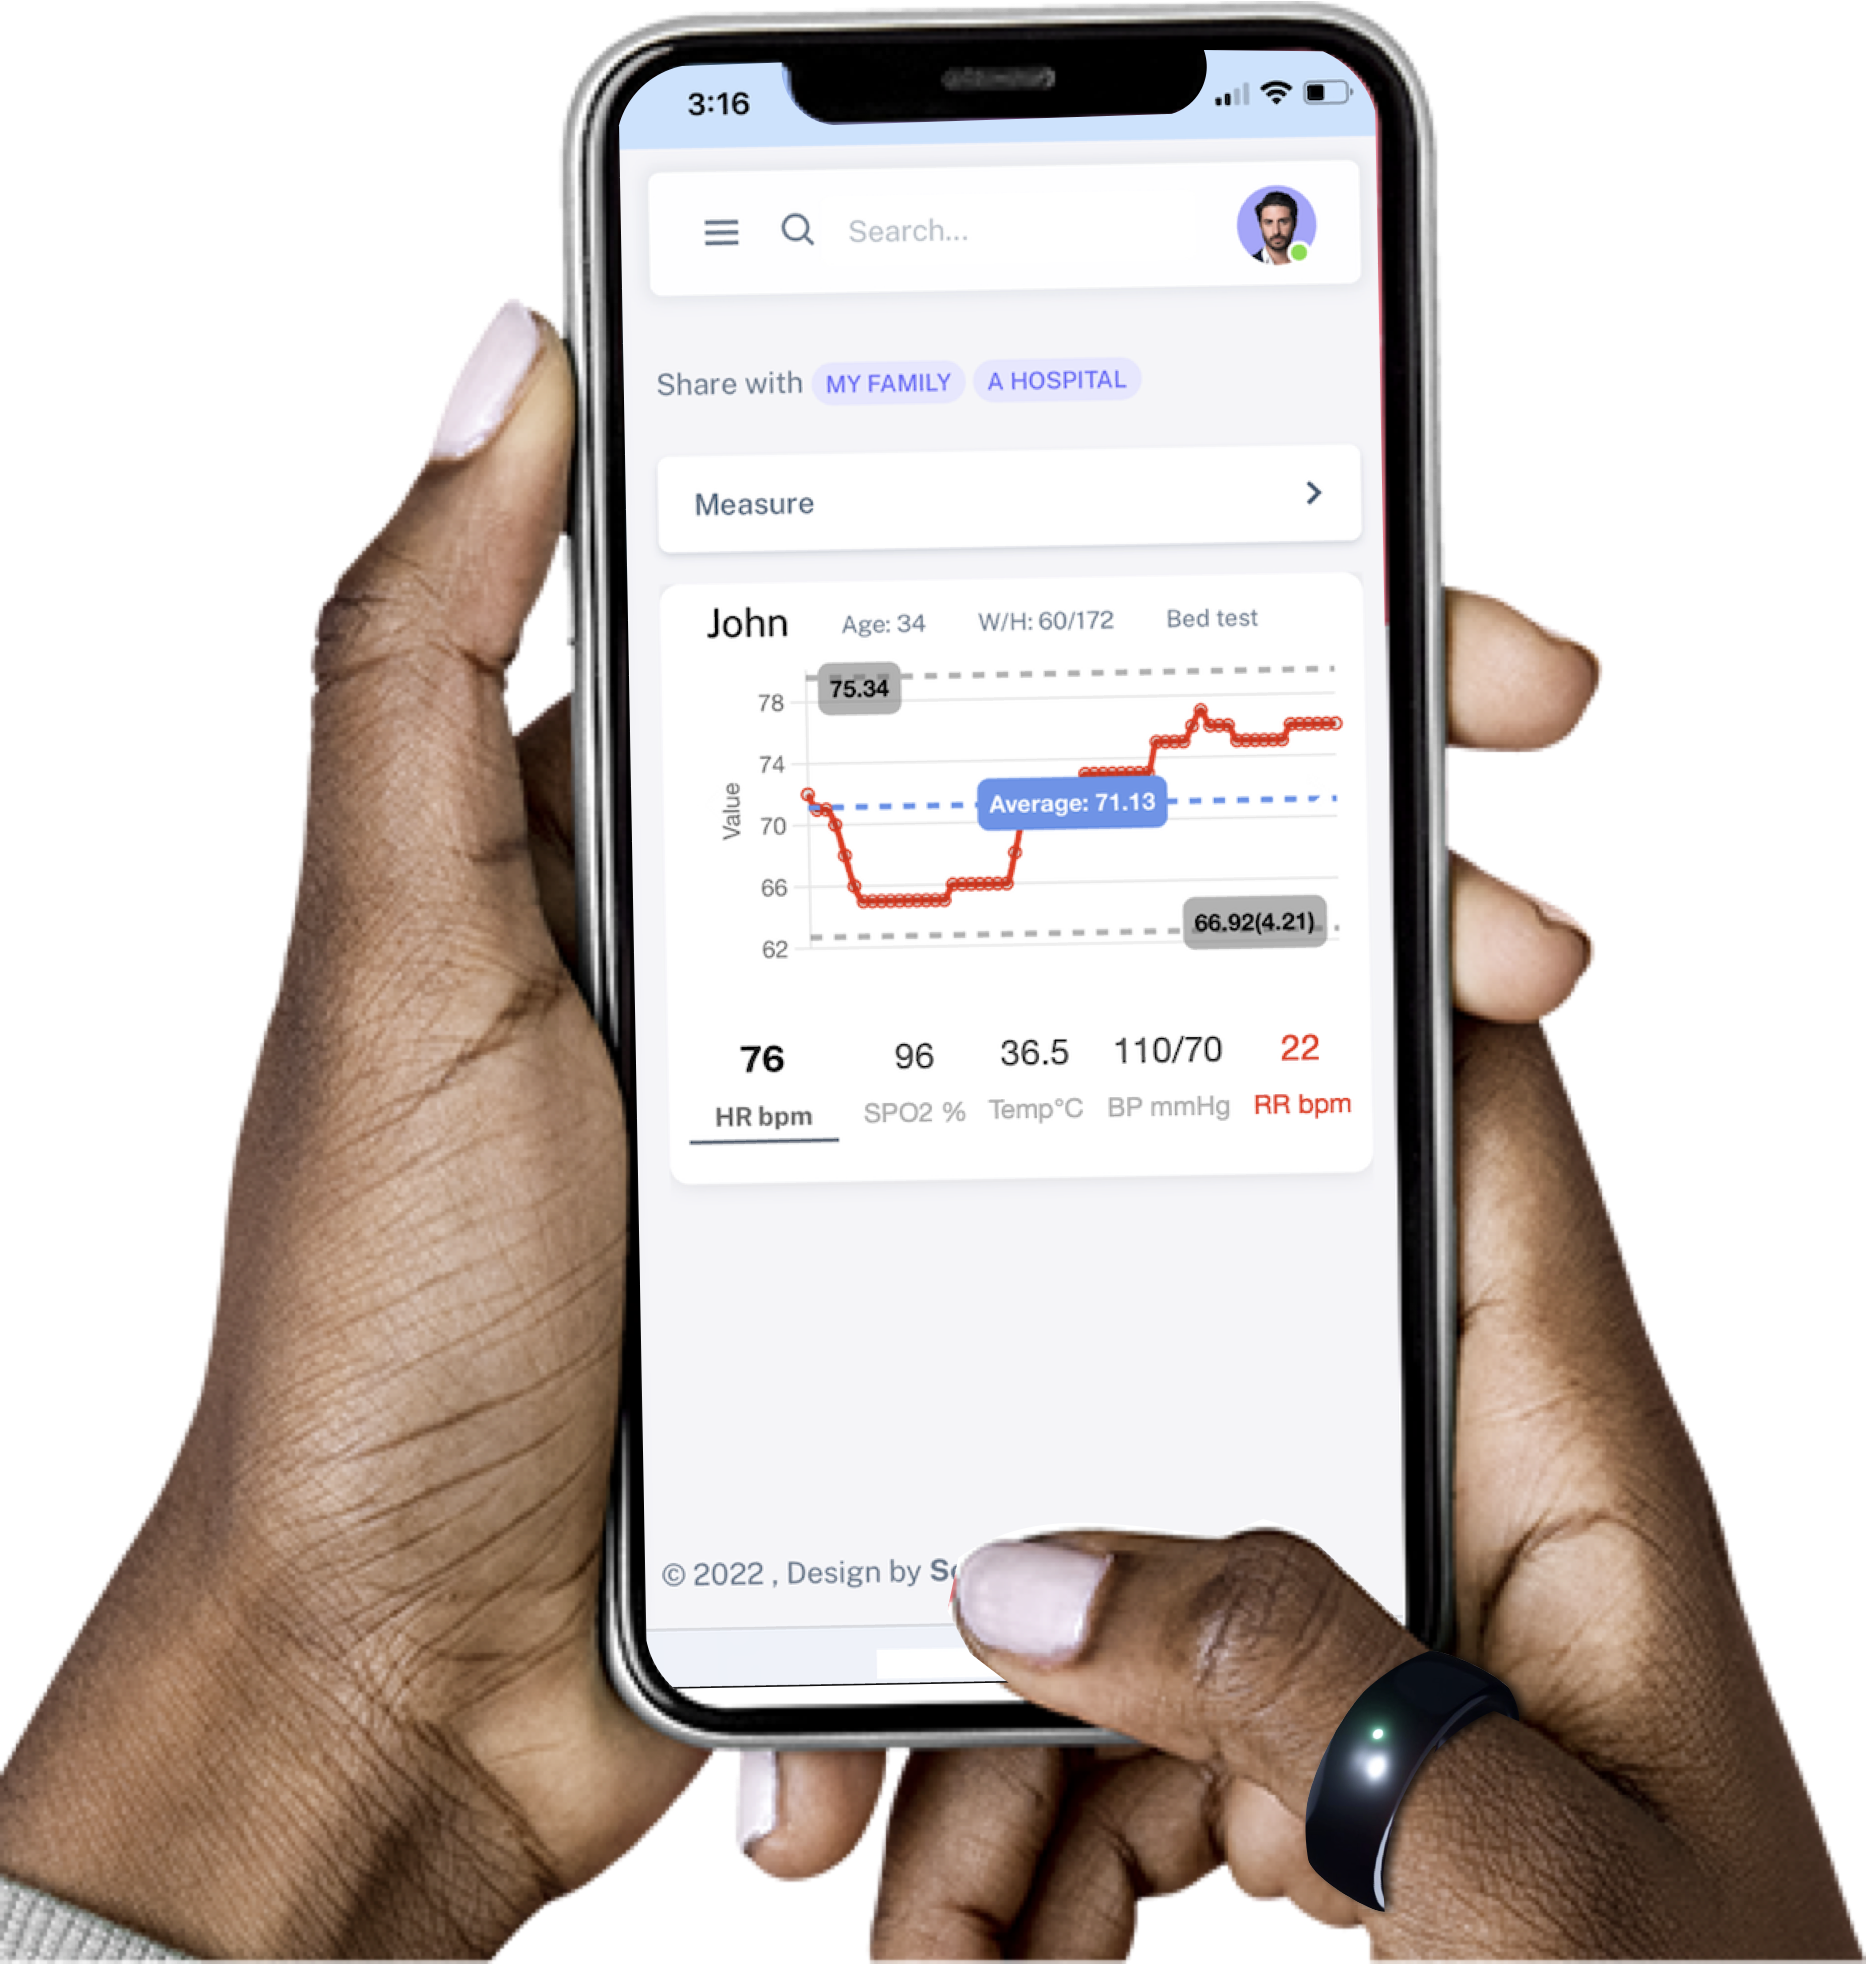 3:16
Search...
Share with MY FAMILY A HOSPITAL
Measure
John Age: 34 W/H: 60/172 Bed test
75.34
78
74
Average: 71.13
Value
70
66
66.92(4.21)
62
76 96 36.5 110/70 22
HR bpm SPO2 % Temp°C BP mmHg RR bpm
© 2022 , Design by